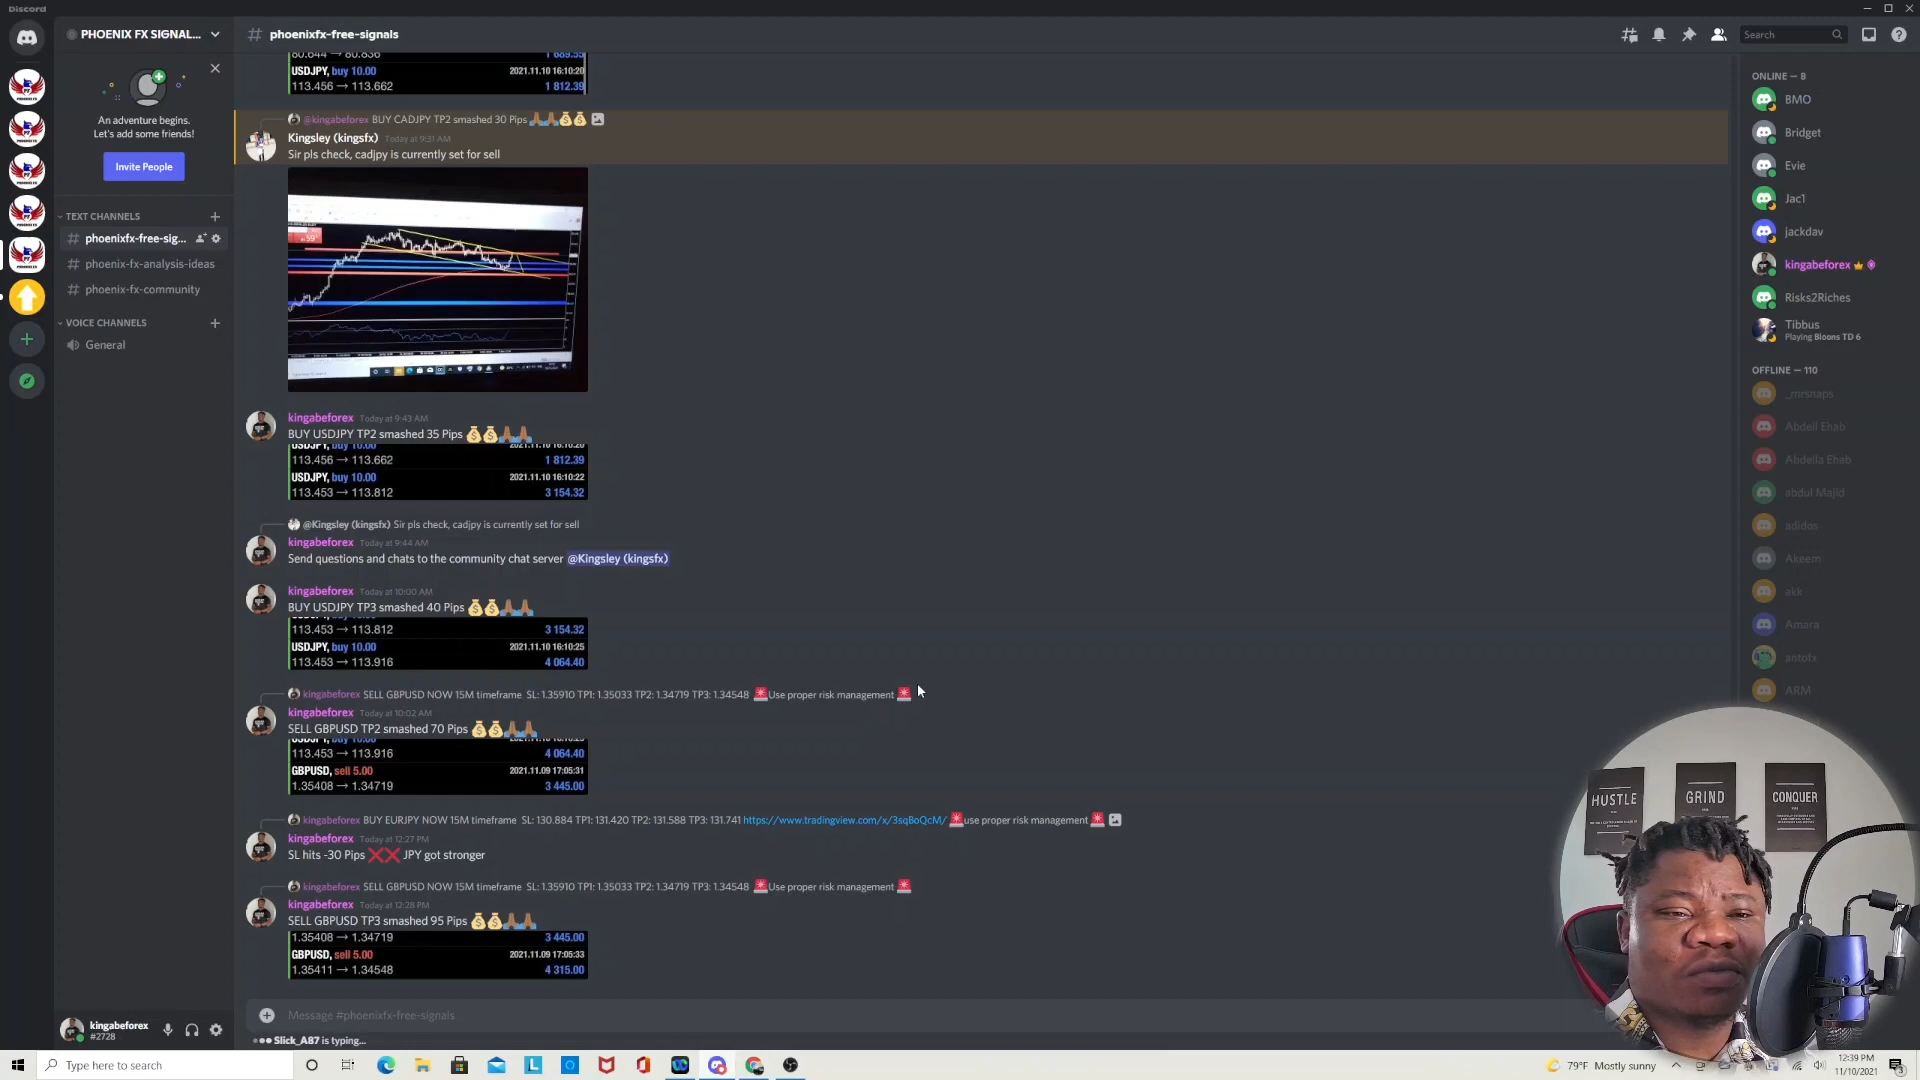 Discord
PHOENIX FX SIGNAL...
phoenixfx-free-signals
Search
An adventure begins.
Let's add some friends!
Invite People
TEXT CHANNELS
phoenixfx-free-sig...
phoenix-fx-analysis-ideas
phoenix-fx-community
VOICE CHANNELS
General
80.644 → 80.836 1 689.55
USDJPY, buy 10.00 2021.11.10 16:10:20
113.456 → 113.662 1 812.39
@kingabeforex BUY CADJPY TP2 smashed 30 Pips 🙏🏾🙏🏾💰💰
Kingsley (kingsfx) Today at 9:31 AM
Sir pls check, cadjpy is currently set for sell
kingabeforex Today at 9:43 AM
BUY USDJPY TP2 smashed 35 Pips 💰💰🙏🏾🙏🏾
USDJPY, buy 10.00 2021.11.10 16:10:20
113.456 → 113.662 1 812.39
USDJPY, buy 10.00 2021.11.10 16:10:22
113.453 → 113.812 3 154.32
@Kingsley (kingsfx) Sir pls check, cadjpy is currently set for sell
kingabeforex Today at 9:44 AM
Send questions and chats to the community chat server @Kingsley (kingsfx)
kingabeforex Today at 10:00 AM
BUY USDJPY TP3 smashed 40 Pips 💰💰🙏🏾🙏🏾
113.453 → 113.812 3 154.32
USDJPY, buy 10.00 2021.11.10 16:10:25
113.453 → 113.916 4 064.40
kingabeforex SELL GBPUSD NOW 15M timeframe SL: 1.35910 TP1: 1.35033 TP2: 1.34719 TP3: 1.34548 🚨Use proper risk management 🚨
kingabeforex Today at 10:02 AM
SELL GBPUSD TP2 smashed 70 Pips 💰💰🙏🏾🙏🏾
USDJPY, buy 10.00 2021.11.10 16:10:25
113.453 → 113.916 4 064.40
GBPUSD, sell 5.00 2021.11.09 17:05:31
1.35408 → 1.34719 3 445.00
kingabeforex BUY EURJPY NOW 15M timeframe SL: 130.884 TP1: 131.420 TP2: 131.588 TP3: 131.741 https://www.tradingview.com/x/3sqBoQcM/ 🚨use proper risk management 🚨
kingabeforex Today at 12:27 PM
SL hits -30 Pips ❌❌ JPY got stronger
kingabeforex SELL GBPUSD NOW 15M timeframe SL: 1.35910 TP1: 1.35033 TP2: 1.34719 TP3: 1.34548 🚨Use proper risk management 🚨
kingabeforex Today at 12:28 PM
SELL GBPUSD TP3 smashed 95 Pips 💰💰🙏🏾🙏🏾
1.35408 → 1.34719 3 445.00
GBPUSD, sell 5.00 2021.11.09 17:05:33
1.35411 → 1.34548 4 315.00
Message #phoenixfx-free-signals
Slick_A87 is typing...
kingabeforex
#2728
ONLINE — 8
BMO
Bridget
Evie
Jac1
jackdav
kingabeforex
Risks2Riches
Tibbus
Playing Bloons TD 6
OFFLINE — 110
_mrsnaps
Abdell Ehab
Abdella Ehab
abdul Majid
adidos
Akeem
akk
Amara
antofx
ARM
HUSTLE
GRIND
CONQUER
Type here to search
79°F Mostly sunny
12:39 PM
11/10/2021
3